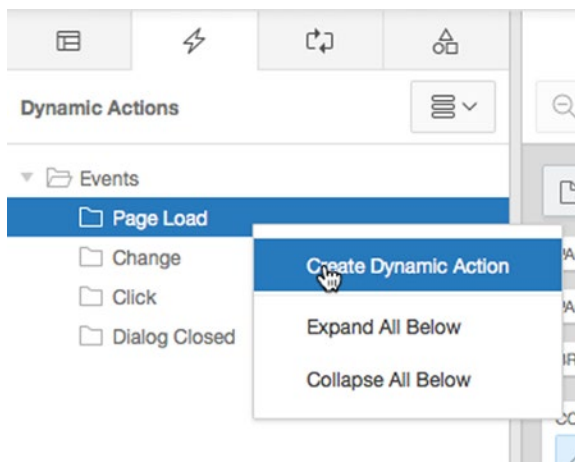 Dynamic Actions
Events
Page Load
Change
Create Dynamic Action
Click
Expand All Below
Dialog Closed
Collapse All Below